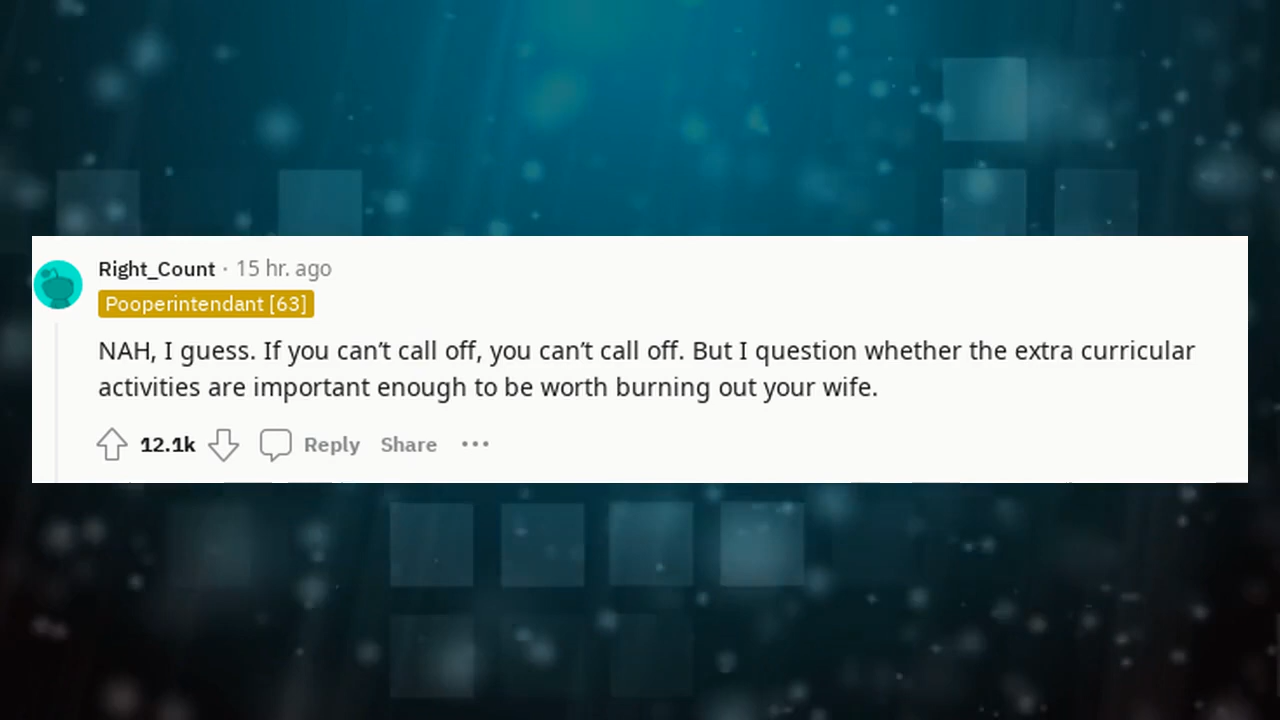 Right_Count · 15 hr. ago
Pooperintendant [63]
NAH, I guess. If you can’t call off, you can’t call off. But I question whether the extra curricular
activities are important enough to be worth burning out your wife.
12.1k Reply Share •••